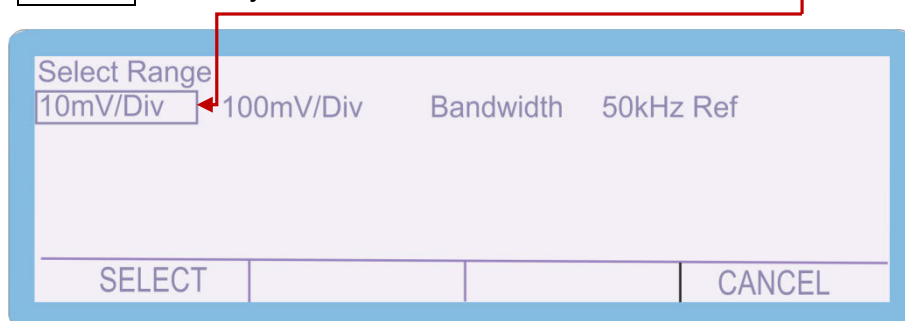 Select Range
10mV/Div 100mV/Div Bandwidth 50kHz Ref
SELECT CANCEL